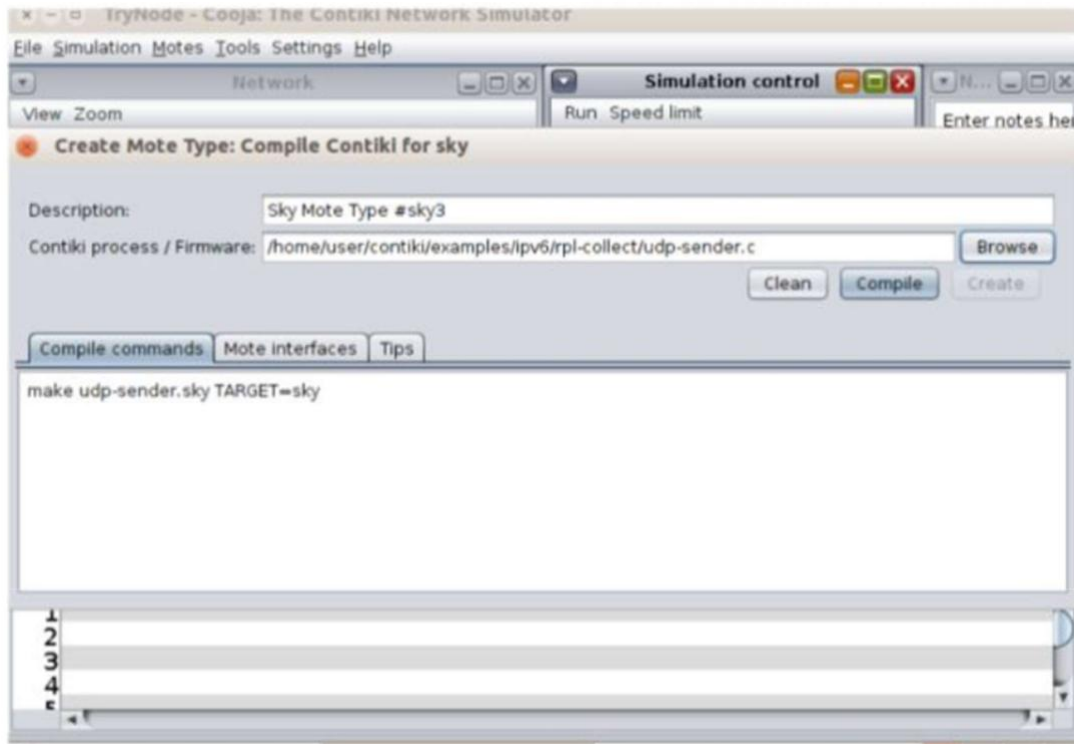 TryNode - Cooja: The Contiki Network Simulator
File Simulation Motes Tools Settings Help
Network
Simulation control
N...
View Zoom
Run Speed limit
Enter notes he
Create Mote Type: Compile Contiki for sky
Description:
Sky Mote Type #sky3
Contiki process / Firmware:
/home/user/contiki/examples/ipv6/rpl-collect/udp-sender.c
Browse
Clean
Compile
Create
Compile commands
Mote interfaces
Tips
make udp-sender.sky TARGET=sky
1
2
3
4
5